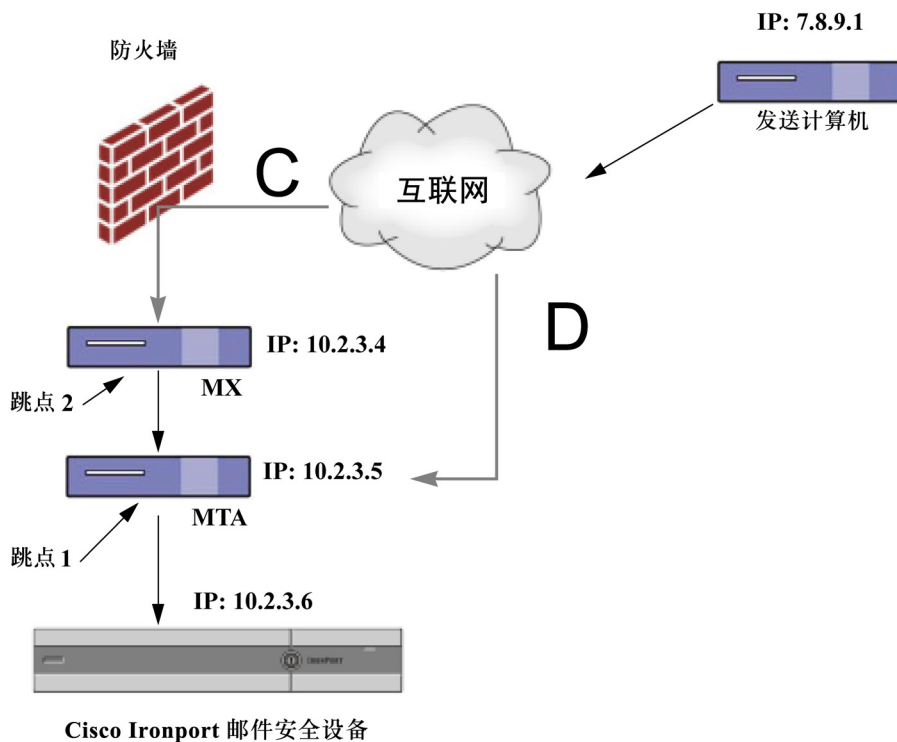 IP: 7.8.9.1
防火墙
发送计算机
C
互联网
D
IP: 10.2.3.4
MX
跳点 2
IP: 10.2.3.5
MTA
跳点 1
IP: 10.2.3.6
IRONPORT
Cisco Ironport 邮件安全设备